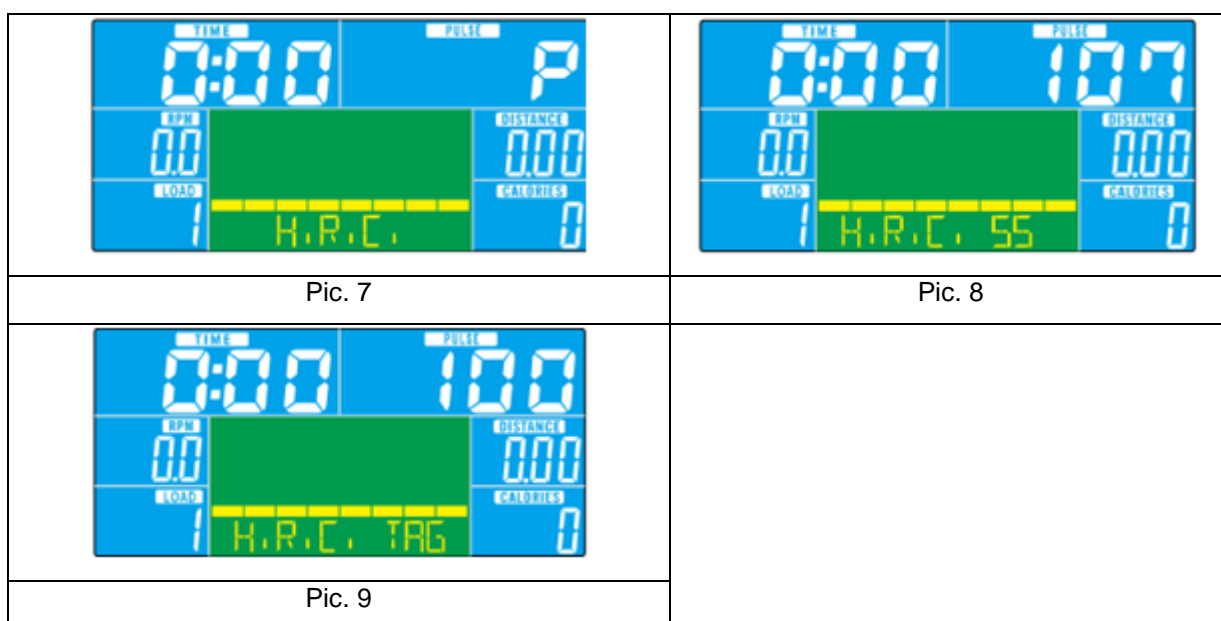 TIME PULSE
0:00 P
RPM DISTANCE
0.0 0.00
LOAD CALORIES
1 0
H.R.C.
Pic. 7
TIME PULSE
0:00 107
RPM DISTANCE
0.0 0.00
LOAD CALORIES
1 0
H.R.C. 55
Pic. 8
TIME PULSE
0:00 100
RPM DISTANCE
0.0 0.00
LOAD CALORIES
1 0
H.R.C. TAG
Pic. 9